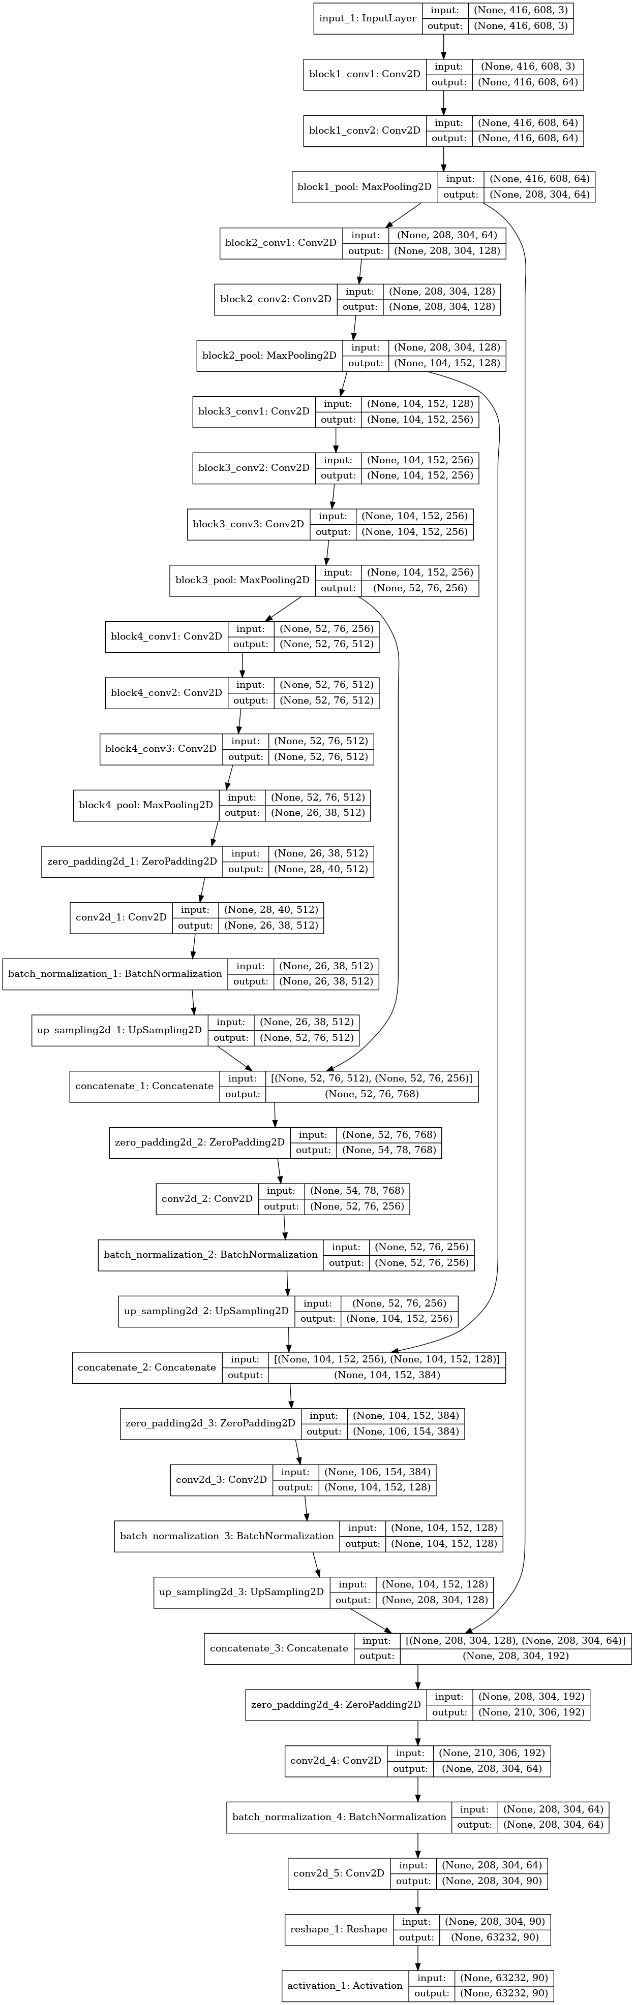 input_1: InputLayer input: (None, 416, 608, 3)
output: (None, 416, 608, 3)
block1_conv1: Conv2D input: (None, 416, 608, 3)
output: (None, 416, 608, 64)
block1_conv2: Conv2D input: (None, 416, 608, 64)
output: (None, 416, 608, 64)
block1_pool: MaxPooling2D input: (None, 416, 608, 64)
output: (None, 208, 304, 64)
block2_conv1: Conv2D input: (None, 208, 304, 64)
output: (None, 208, 304, 128)
block2_conv2: Conv2D input: (None, 208, 304, 128)
output: (None, 208, 304, 128)
block2_pool: MaxPooling2D input: (None, 208, 304, 128)
output: (None, 104, 152, 128)
block3_conv1: Conv2D input: (None, 104, 152, 128)
output: (None, 104, 152, 256)
block3_conv2: Conv2D input: (None, 104, 152, 256)
output: (None, 104, 152, 256)
block3_conv3: Conv2D input: (None, 104, 152, 256)
output: (None, 104, 152, 256)
block3_pool: MaxPooling2D input: (None, 104, 152, 256)
output: (None, 52, 76, 256)
block4_conv1: Conv2D input: (None, 52, 76, 256)
output: (None, 52, 76, 512)
block4_conv2: Conv2D input: (None, 52, 76, 512)
output: (None, 52, 76, 512)
block4_conv3: Conv2D input: (None, 52, 76, 512)
output: (None, 52, 76, 512)
block4_pool: MaxPooling2D input: (None, 52, 76, 512)
output: (None, 26, 38, 512)
zero_padding2d_1: ZeroPadding2D input: (None, 26, 38, 512)
output: (None, 28, 40, 512)
conv2d_1: Conv2D input: (None, 28, 40, 512)
output: (None, 26, 38, 512)
batch_normalization_1: BatchNormalization input: (None, 26, 38, 512)
output: (None, 26, 38, 512)
up_sampling2d_1: UpSampling2D input: (None, 26, 38, 512)
output: (None, 52, 76, 512)
concatenate_1: Concatenate input: [(None, 52, 76, 512), (None, 52, 76, 256)]
output: (None, 52, 76, 768)
zero_padding2d_2: ZeroPadding2D input: (None, 52, 76, 768)
output: (None, 54, 78, 768)
conv2d_2: Conv2D input: (None, 54, 78, 768)
output: (None, 52, 76, 256)
batch_normalization_2: BatchNormalization input: (None, 52, 76, 256)
output: (None, 52, 76, 256)
up_sampling2d_2: UpSampling2D input: (None, 52, 76, 256)
output: (None, 104, 152, 256)
concatenate_2: Concatenate input: [(None, 104, 152, 256), (None, 104, 152, 128)]
output: (None, 104, 152, 384)
zero_padding2d_3: ZeroPadding2D input: (None, 104, 152, 384)
output: (None, 106, 154, 384)
conv2d_3: Conv2D input: (None, 106, 154, 384)
output: (None, 104, 152, 128)
batch_normalization_3: BatchNormalization input: (None, 104, 152, 128)
output: (None, 104, 152, 128)
up_sampling2d_3: UpSampling2D input: (None, 104, 152, 128)
output: (None, 208, 304, 128)
concatenate_3: Concatenate input: [(None, 208, 304, 128), (None, 208, 304, 64)]
output: (None, 208, 304, 192)
zero_padding2d_4: ZeroPadding2D input: (None, 208, 304, 192)
output: (None, 210, 306, 192)
conv2d_4: Conv2D input: (None, 210, 306, 192)
output: (None, 208, 304, 64)
batch_normalization_4: BatchNormalization input: (None, 208, 304, 64)
output: (None, 208, 304, 64)
conv2d_5: Conv2D input: (None, 208, 304, 64)
output: (None, 208, 304, 90)
reshape_1: Reshape input: (None, 208, 304, 90)
output: (None, 63232, 90)
activation_1: Activation input: (None, 63232, 90)
output: (None, 63232, 90)